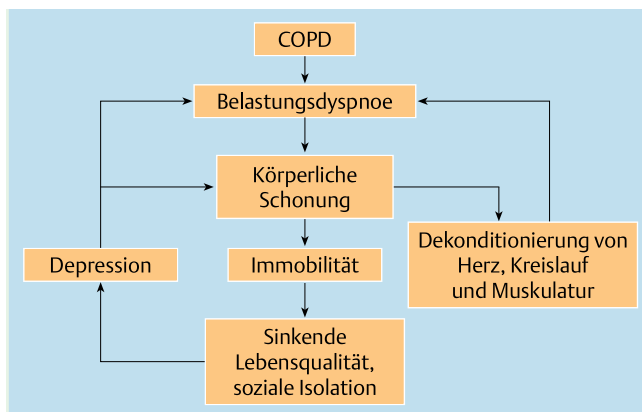 COPD
Belastungsdyspnoe
Körperliche
Schonung
Depression
Immobilität
Dekonditionierung von
Herz, Kreislauf
und Muskulatur
Sinkende
Lebensqualität,
soziale Isolation